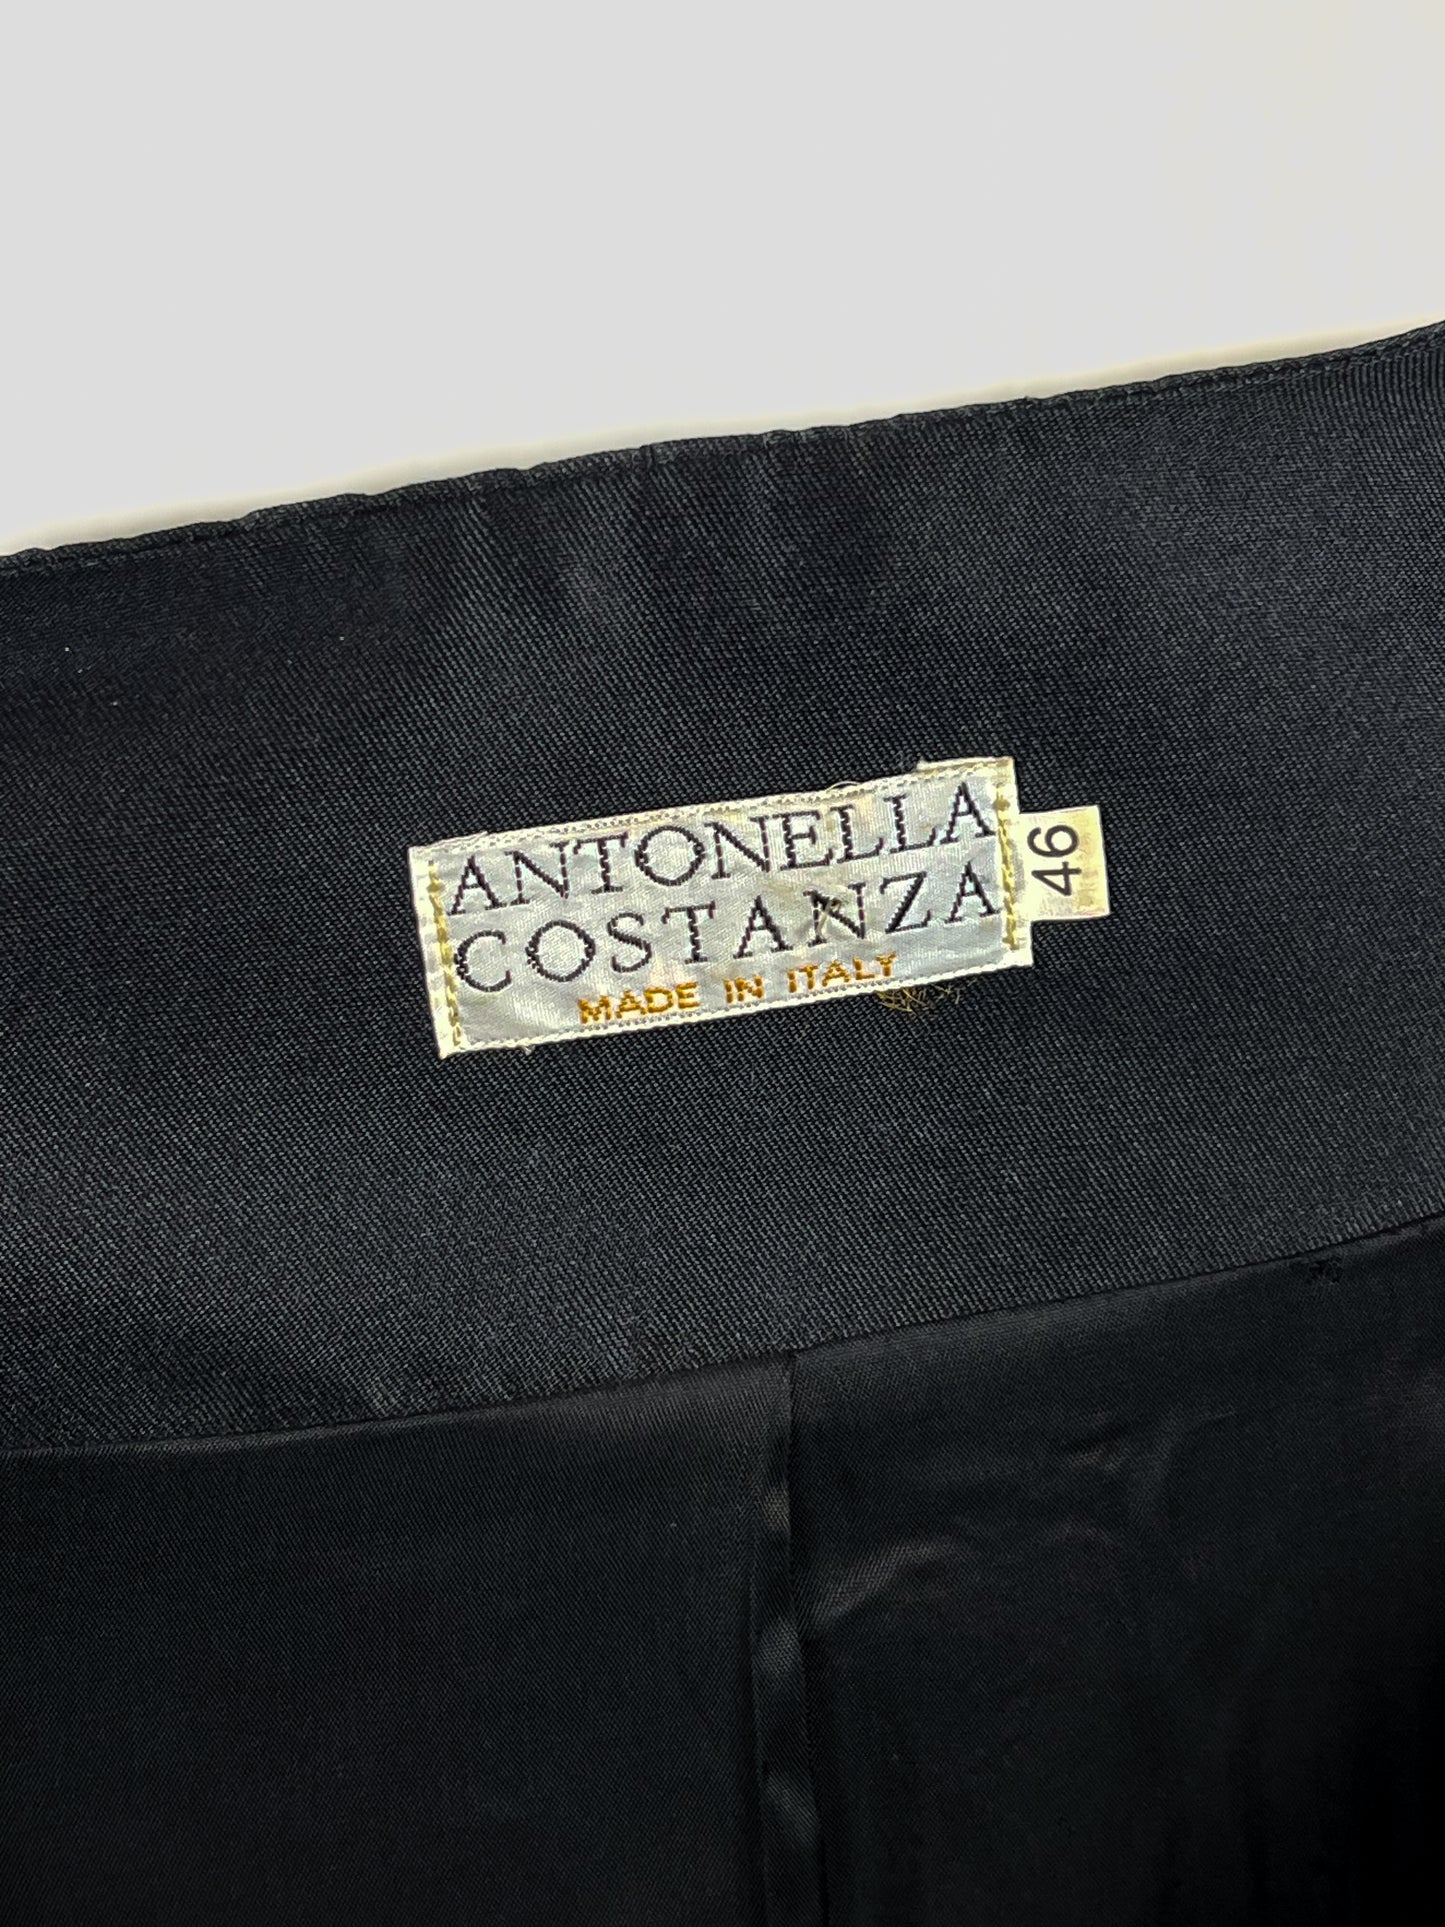 ANTONELLA
COSTANZA
MADE IN ITALY
46